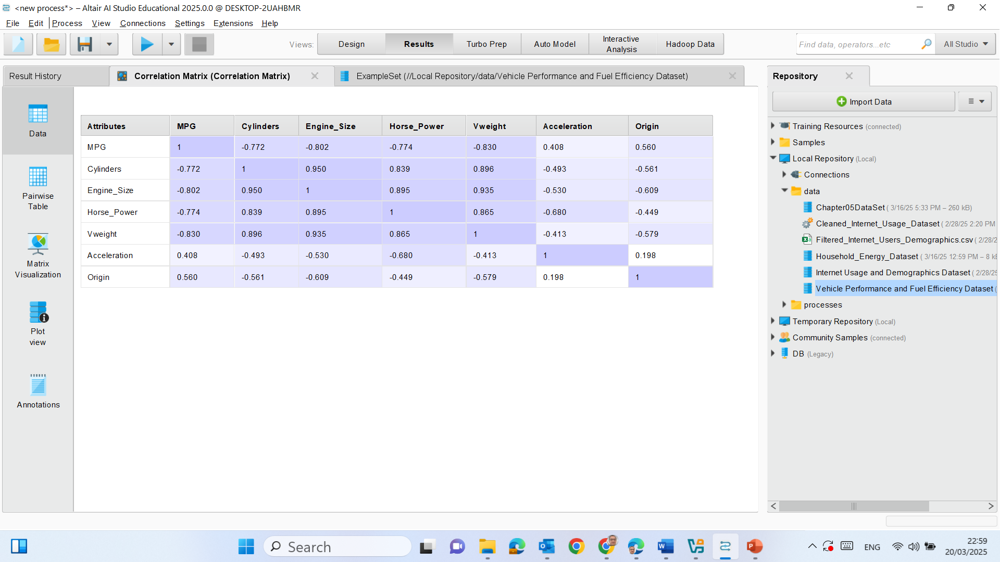 <new process*> – Altair AI Studio Educational 2025.0.0 @ DESKTOP-2UAHBMR
File Edit Process View Connections Settings Extensions Help
Views: Design Results Turbo Prep Auto Model Interactive Analysis Hadoop Data
Find data, operators...etc All Studio
Result History
Correlation Matrix (Correlation Matrix)
ExampleSet (//Local Repository/data/Vehicle Performance and Fuel Efficiency Dataset)
Data
Pairwise
Table
Matrix
Visualization
Plot
view
Annotations
Attributes MPG Cylinders Engine_Size Horse_Power Vweight Acceleration Origin
MPG 1 -0.772 -0.802 -0.774 -0.830 0.408 0.560
Cylinders -0.772 1 0.950 0.839 0.896 -0.493 -0.561
Engine_Size -0.802 0.950 1 0.895 0.935 -0.530 -0.609
Horse_Power -0.774 0.839 0.895 1 0.865 -0.680 -0.449
Vweight -0.830 0.896 0.935 0.865 1 -0.413 -0.579
Acceleration 0.408 -0.493 -0.530 -0.680 -0.413 1 0.198
Origin 0.560 -0.561 -0.609 -0.449 -0.579 0.198 1
Repository
Import Data
Training Resources (connected)
Samples
Local Repository (Local)
Connections
data
Chapter05DataSet ( 3/16/25 5:33 PM – 260 kB)
Cleaned_Internet_Usage_Dataset ( 2/28/25 2:20 PM
Filtered_Internet_Users_Demographics.csv ( 2/28/2
Household_Energy_Dataset ( 3/16/25 12:59 PM – 8 kB
Internet Usage and Demographics Dataset ( 2/28/25
Vehicle Performance and Fuel Efficiency Dataset (
processes
Temporary Repository (Local)
Community Samples (connected)
DB (Legacy)
Search
ENG
22:59
20/03/2025